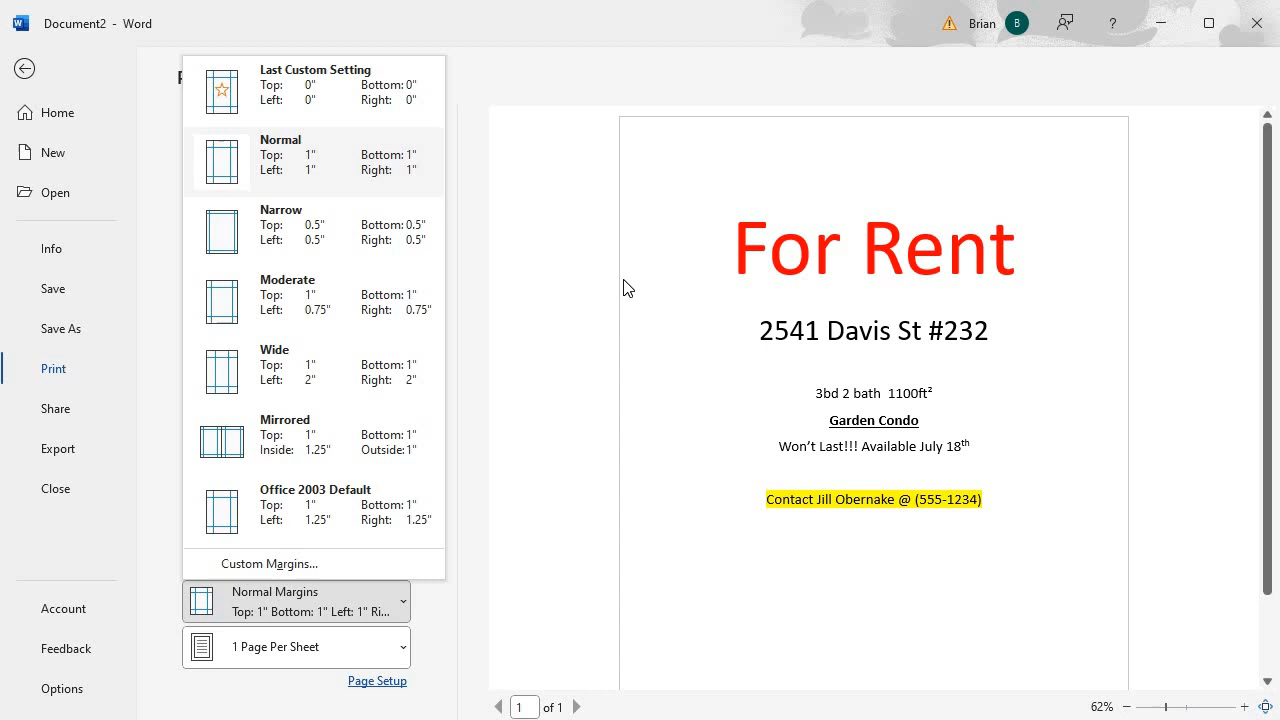 Document2 - Word
Brian
B
?
Home
New
Open
Info
Save
Save As
Print
Share
Export
Close
Account
Feedback
Options
P
Last Custom Setting
Top: 0" Bottom: 0"
Left: 0" Right: 0"
Normal
Top: 1" Bottom: 1"
Left: 1" Right: 1"
Narrow
Top: 0.5" Bottom: 0.5"
Left: 0.5" Right: 0.5"
Moderate
Top: 1" Bottom: 1"
Left: 0.75" Right: 0.75"
Wide
Top: 1" Bottom: 1"
Left: 2" Right: 2"
Mirrored
Top: 1" Bottom: 1"
Inside: 1.25" Outside: 1"
Office 2003 Default
Top: 1" Bottom: 1"
Left: 1.25" Right: 1.25"
Custom Margins...
Normal Margins
Top: 1" Bottom: 1" Left: 1" Ri...
1 Page Per Sheet
Page Setup
For Rent
2541 Davis St #232
3bd 2 bath 1100ft²
Garden Condo
Won’t Last!!! Available July 18th
Contact Jill Obernake @ (555-1234)
1 of 1
62%